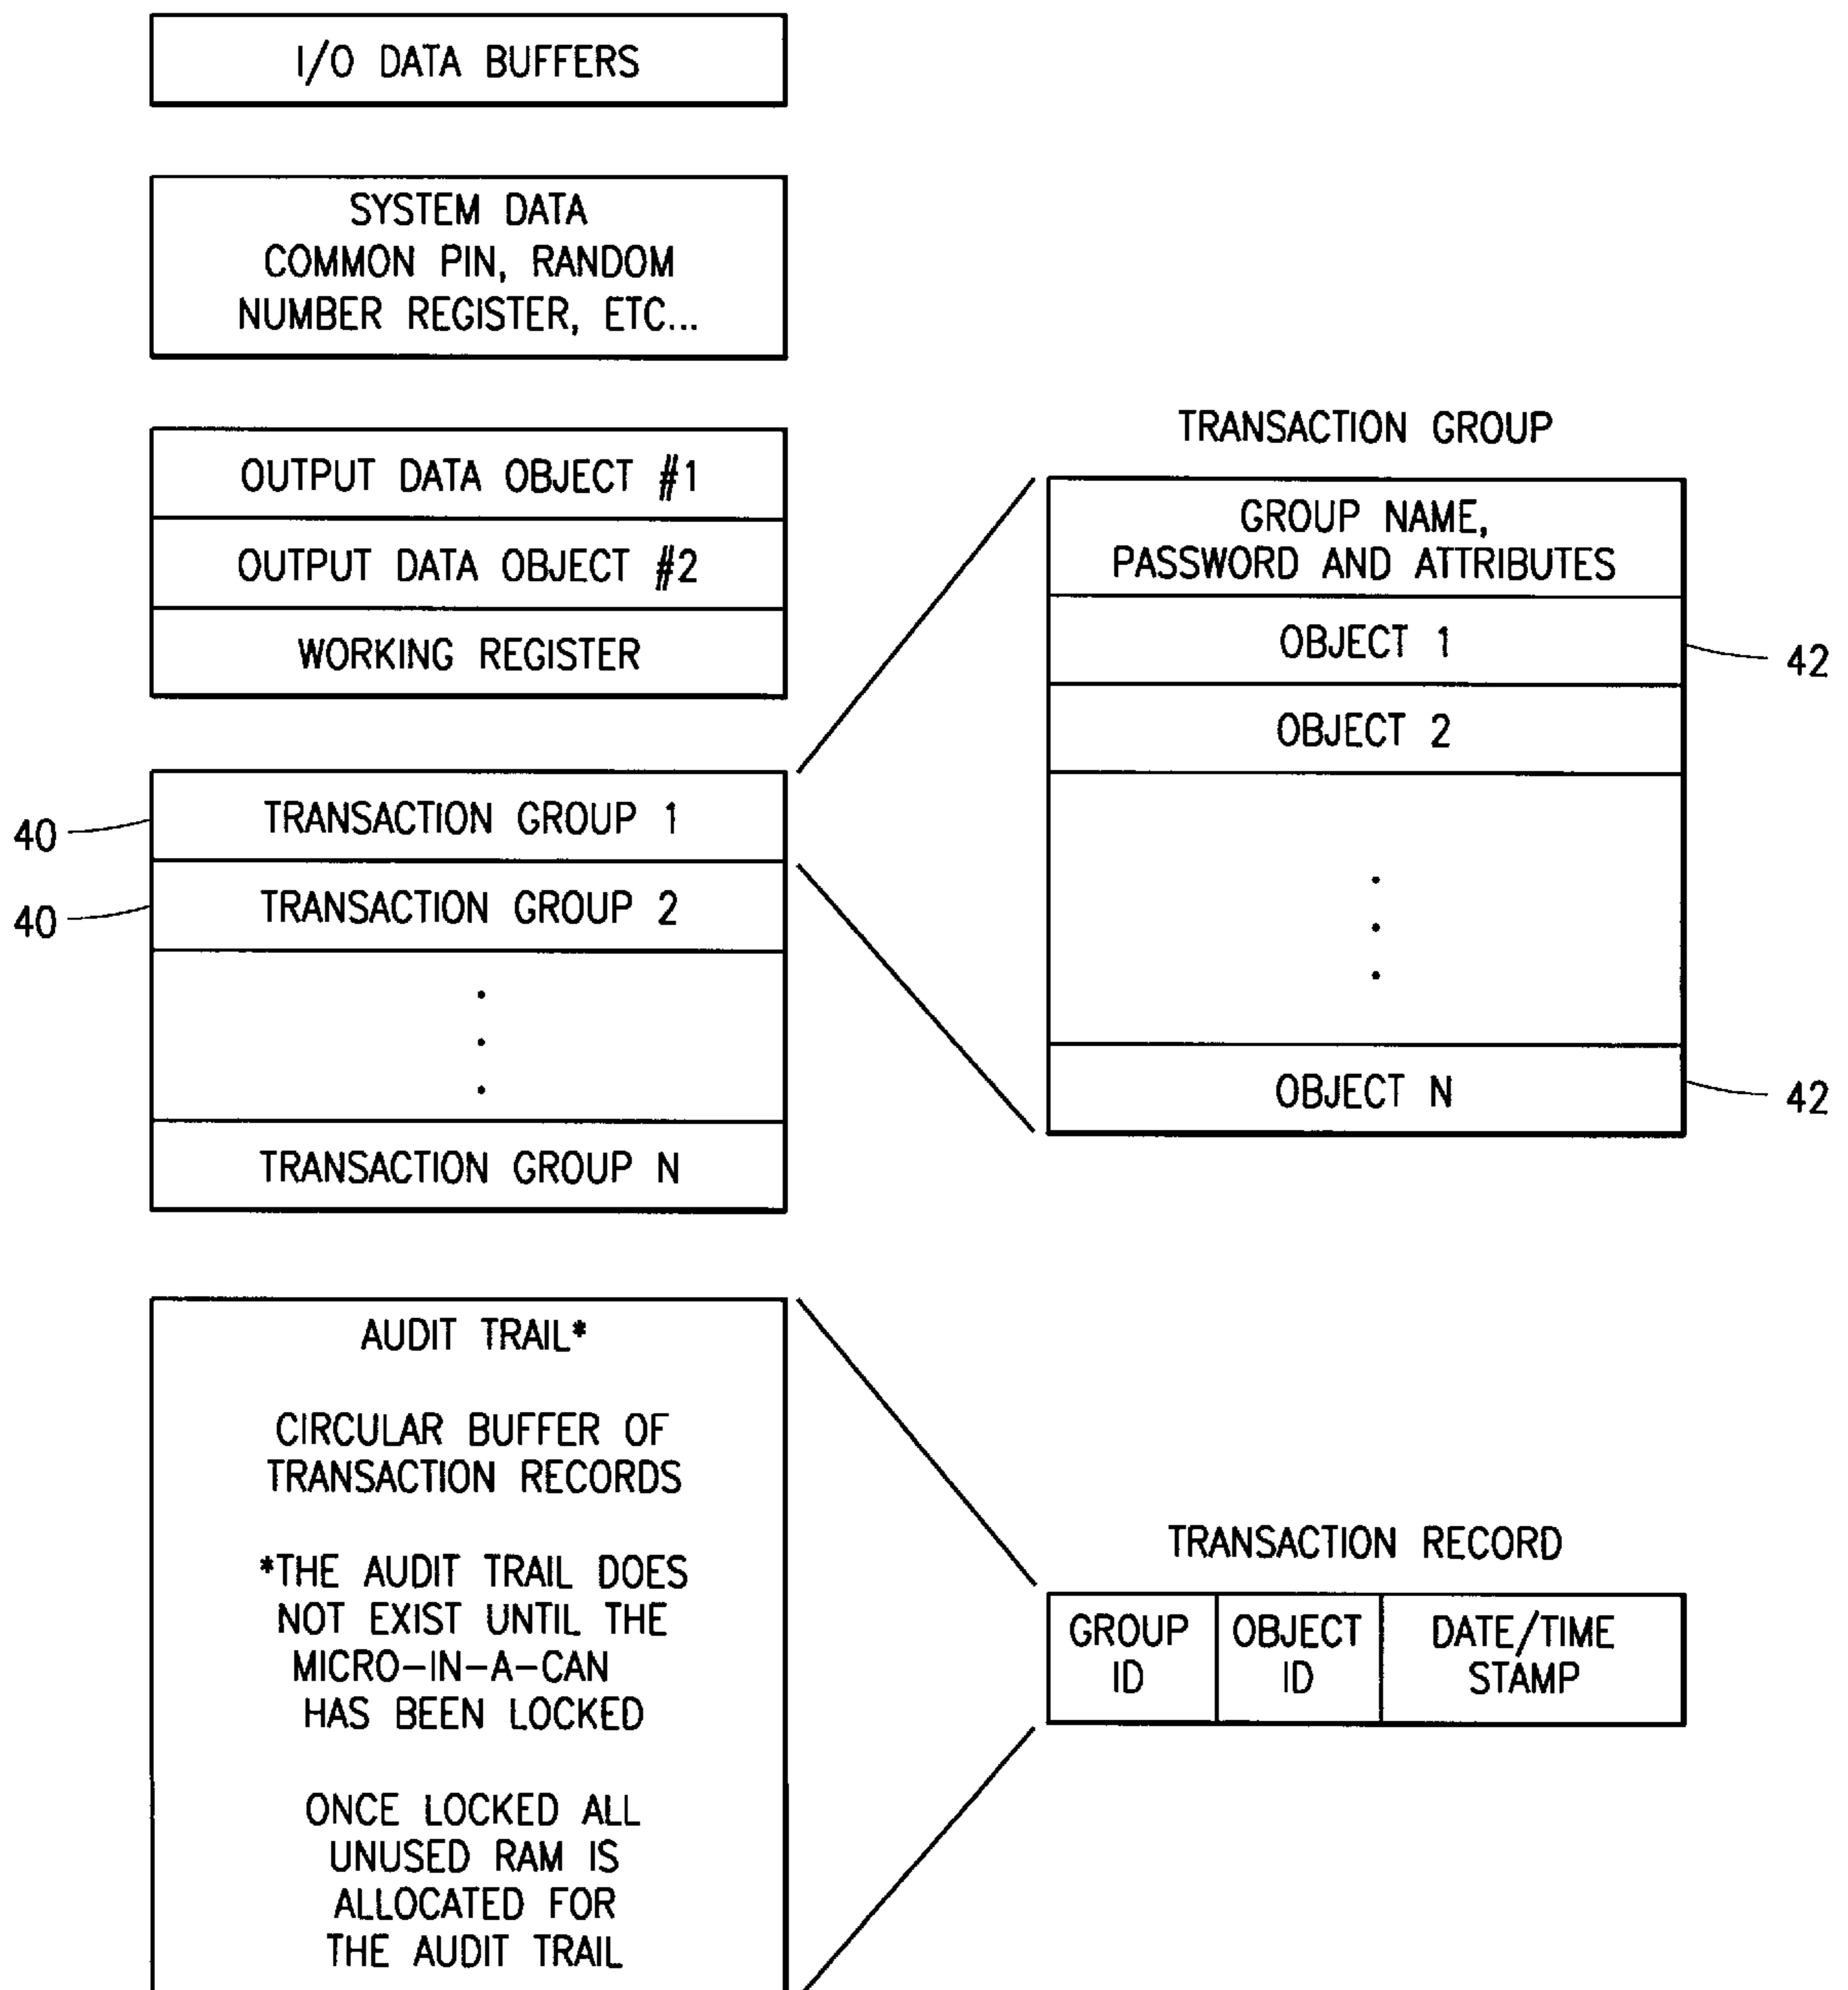 I/O DATA BUFFERS
SYSTEM DATA
COMMON PIN, RANDOM
NUMBER REGISTER, ETC...
OUTPUT DATA OBJECT #1
OUTPUT DATA OBJECT #2
WORKING REGISTER
40
TRANSACTION GROUP 1
40
TRANSACTION GROUP 2
TRANSACTION GROUP N
TRANSACTION GROUP
GROUP NAME,
PASSWORD AND ATTRIBUTES
OBJECT 1
42
OBJECT 2
OBJECT N
42
AUDIT TRAIL*
CIRCULAR BUFFER OF
TRANSACTION RECORDS
*THE AUDIT TRAIL DOES
NOT EXIST UNTIL THE
MICRO-IN-A-CAN
HAS BEEN LOCKED
ONCE LOCKED ALL
UNUSED RAM IS
ALLOCATED FOR
THE AUDIT TRAIL
TRANSACTION RECORD
GROUP
ID
OBJECT
ID
DATE/TIME
STAMP